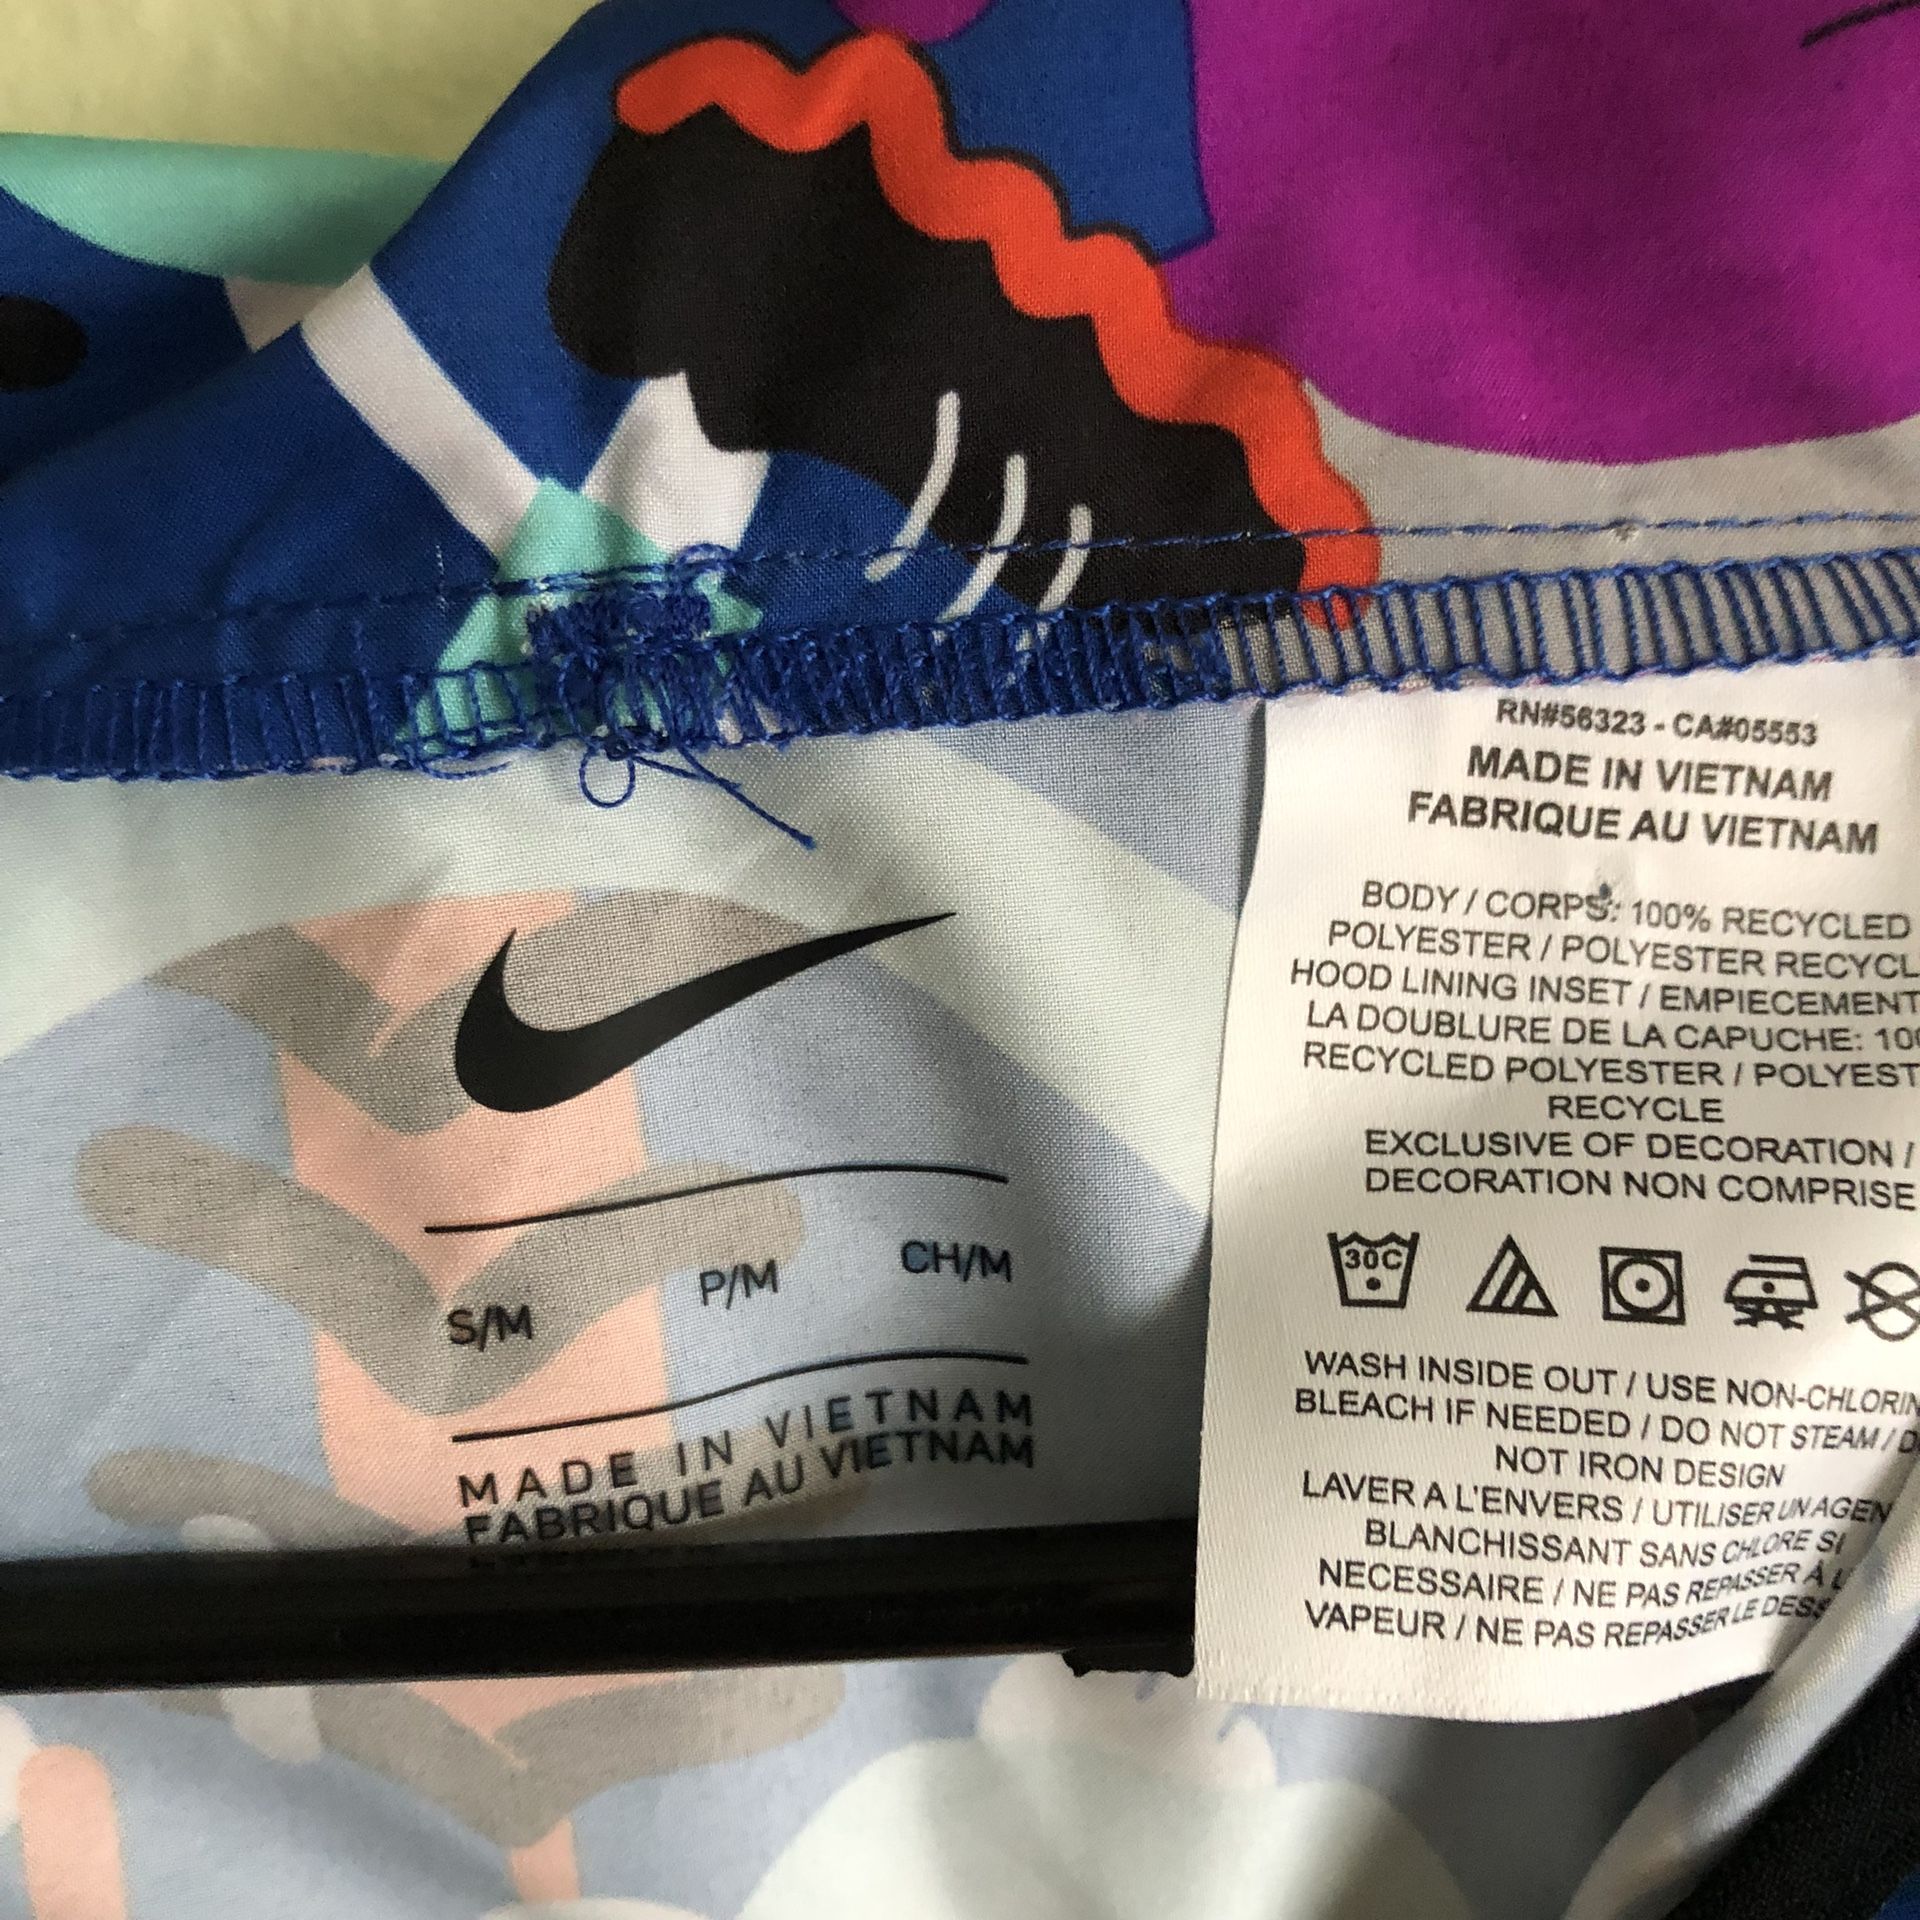 RN#56323 - CA#05553
MADE IN VIETNAM
FABRIQUE AU VIETNAM
BODY / CORPS: 100% RECYCLED
POLYESTER / POLYESTER RECYCL
HOOD LINING INSET / EMPIECEMENT
LA DOUBLURE DE LA CAPUCHE: 100
RECYCLED POLYESTER / POLYEST
RECYCLE
EXCLUSIVE OF DECORATION /
DECORATION NON COMPRISE
30C
WASH INSIDE OUT / USE NON-CHLORIN
BLEACH IF NEEDED / DO NOT STEAM / D
NOT IRON DESIGN
LAVER A L'ENVERS / UTILISER UN AGEN
BLANCHISSANT SANS CHLORE SI
NECESSAIRE / NE PAS REPASSER À L
VAPEUR / NE PAS REPASSER LE DESS
S/M P/M CH/M
MADE IN VIETNAM
FABRIQUE AU VIETNAM